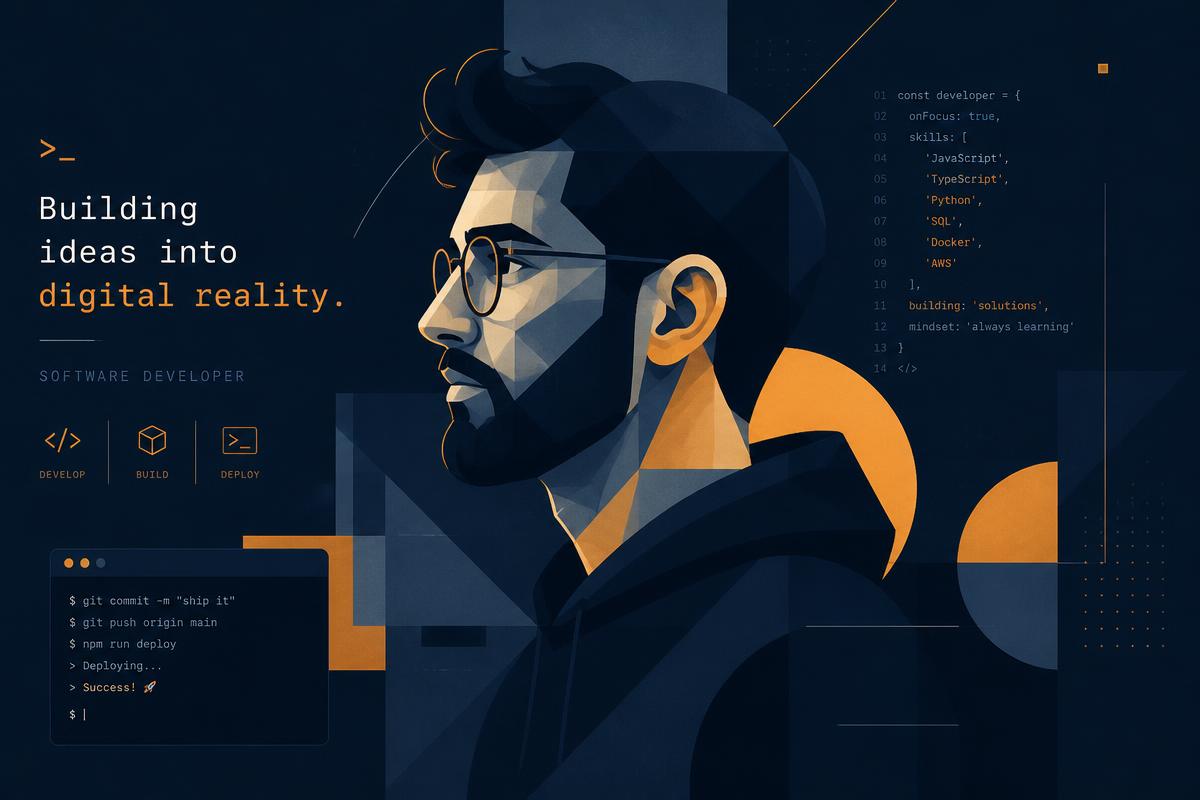 >_
Building
ideas into
digital reality.
SOFTWARE DEVELOPER
</>
>_
DEVELOP
BUILD
DEPLOY
$ git commit -m "ship it"
$ git push origin main
$ npm run deploy
> Deploying...
> Success! 🚀
$ |
01 const developer = {
02 onFocus: true,
03 skills: [
04 'JavaScript',
05 'TypeScript',
06 'Python',
07 'SQL',
08 'Docker',
09 'AWS'
10 ],
11 building: 'solutions',
12 mindset: 'always learning'
13 }
14 </>